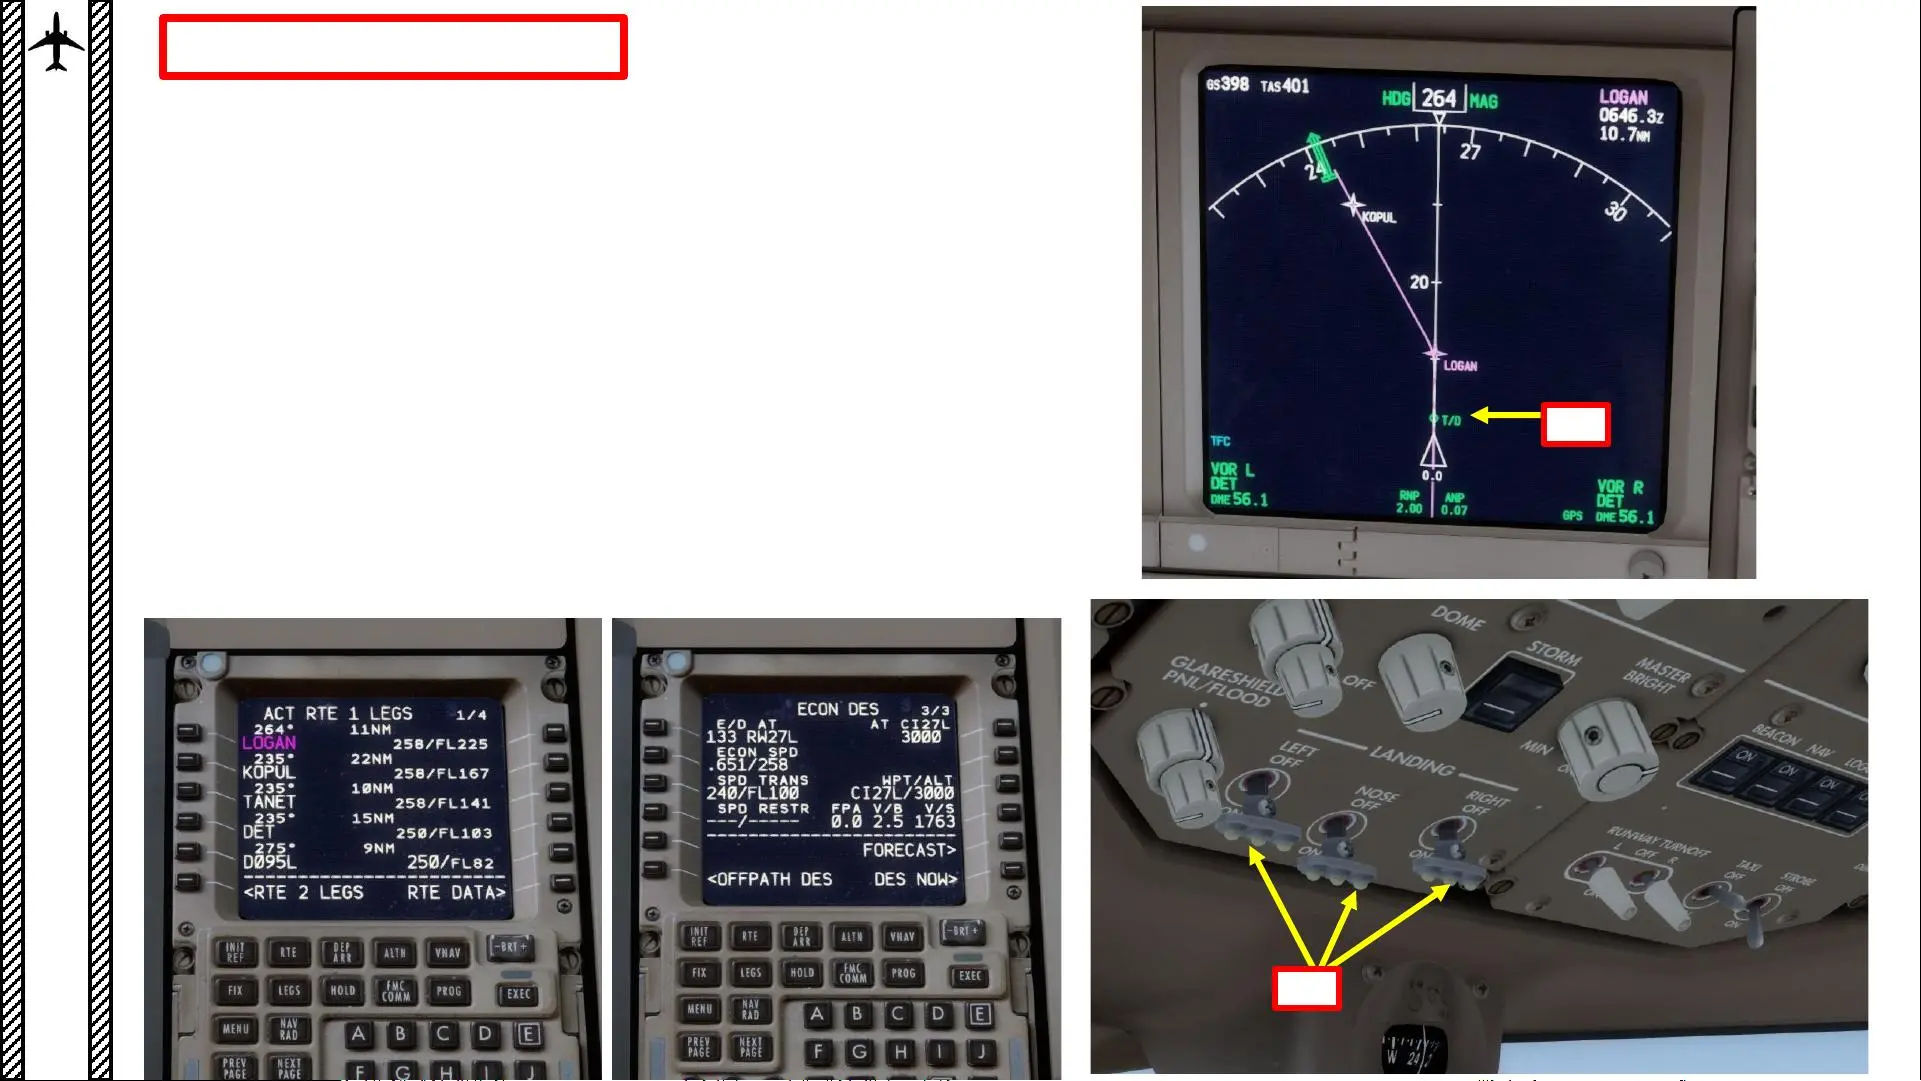 GS398 TAS401
HDG 264 MAG
LOGAN
0646.3z
10.7NM
24
27
30
KOPUL
20
LOGAN
T/D
TFC
VOR L
DET
DME 56.1
0.0
RNP ANP
2.00 0.07
VOR R
DET
GPS DME 56.1
ACT RTE 1 LEGS 1/4
264° 11NM
LOGAN 258/FL225
235° 22NM
KOPUL 258/FL167
235° 10NM
TANET 258/FL141
235° 15NM
DET 250/FL103
275° 9NM
D095L 250/FL82
<RTE 2 LEGS RTE DATA>
INIT REF RTE DEP ARR ALTN VNAV -BRT+
FIX LEGS HOLD FMC COMM PROG EXEC
MENU NAV RAD A B C D E
PREV PAGE NEXT PAGE F G H I J
ECON DES 3/3
E/D AT AT CI27L
133 RW27L 3000
ECON SPD
.651/258
SPD TRANS WPT/ALT
240/FL100 CI27L/3000
SPD RESTR FPA V/B V/S
---/----- 0.0 2.5 1763
FORECAST>
<OFFPATH DES DES NOW>
INIT REF RTE DEP ARR ALTN VNAV -BRT+
FIX LEGS HOLD FMC COMM PROG EXEC
MENU NAV RAD A B C D E
PREV PAGE NEXT PAGE F G H I J
DOME
STORM
MASTER BRIGHT
GLARESHIELD
PNL/FLOOD
OFF
MIN
BEACON NAV
ON ON ON
LEFT
OFF
LANDING
NOSE
OFF
RIGHT
OFF
ON
ON
RUNWAY TURNOFF
L OFF R
TAXI
OFF
STROBE
OFF
ON
ON
W 24